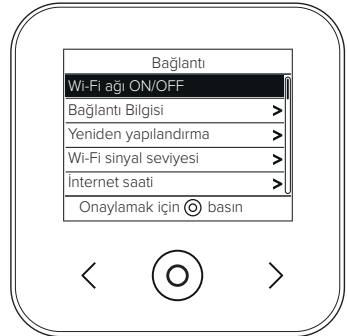 Bağlantı
Wi-Fi ağı ON/OFF
Bağlantı Bilgisi >
Yeniden yapılandırma >
Wi-Fi sinyal seviyesi >
İnternet saati >
Onaylamak için basın